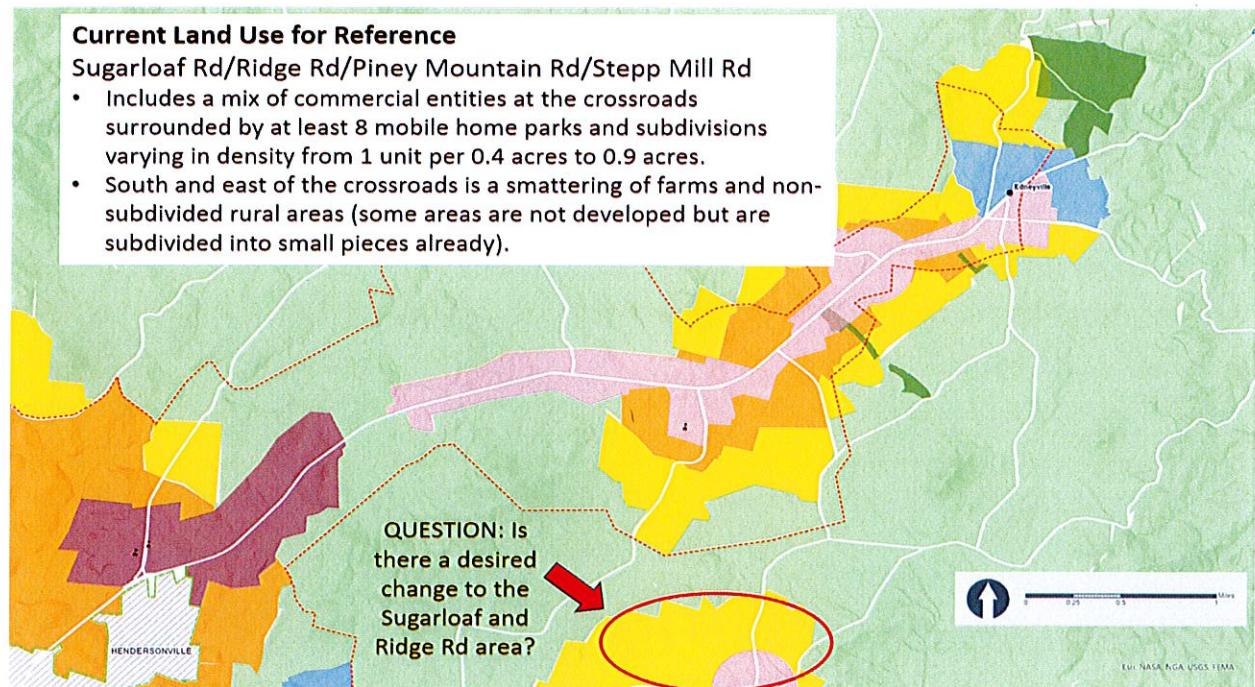 Current Land Use for Reference
Sugarloaf Rd/Ridge Rd/Piney Mountain Rd/Stepp Mill Rd
• Includes a mix of commercial entities at the crossroads
surrounded by at least 8 mobile home parks and subdivisions
varying in density from 1 unit per 0.4 acres to 0.9 acres.
• South and east of the crossroads is a smattering of farms and non-
subdivided rural areas (some areas are not developed but are
subdivided into small pieces already).
Edneyville
QUESTION: Is
there a desired
change to the
Sugarloaf and
Ridge Rd area?
HENDERSONVILLE
Miles
0 0.25 0.5 1
Esri, NASA, NGA, USGS, FEMA